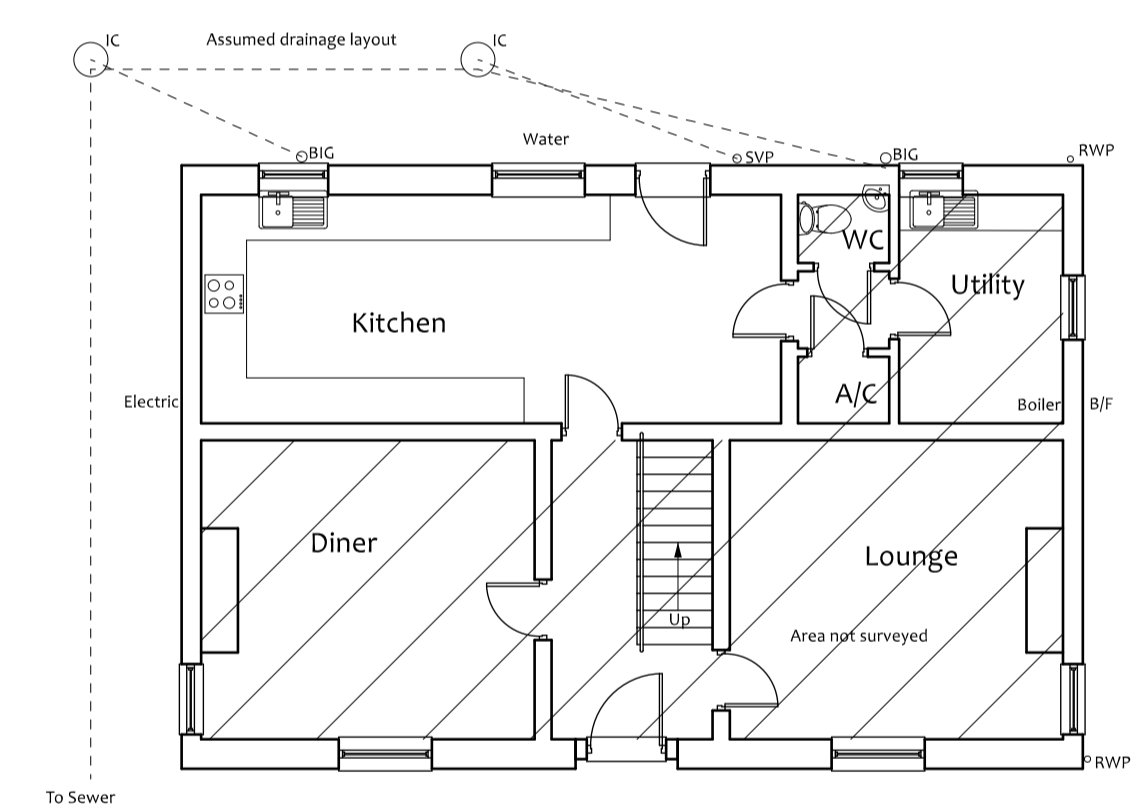 IC
Assumed drainage layout
IC
Water
BIG
SVP
BIG
RWP
WC
Utility
Kitchen
A/C
Electric
Boiler
B/F
Diner
Lounge
Up
Area not surveyed
RWP
To Sewer